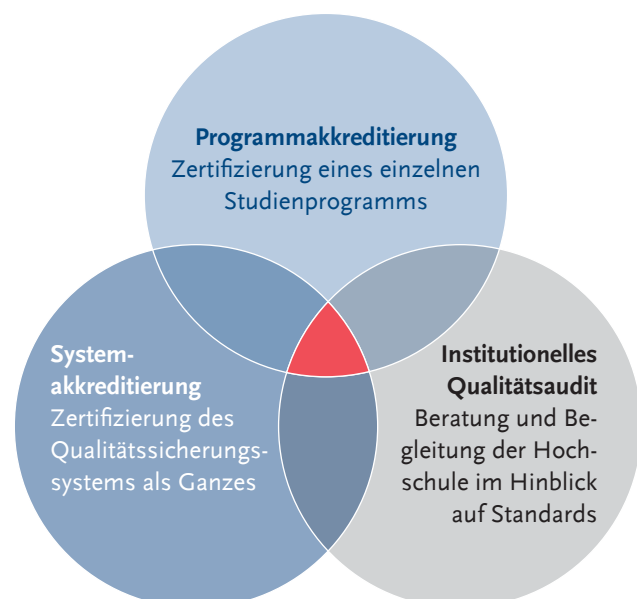 Programmakkreditierung
Zertifizierung eines einzelnen
Studienprogramms
System-
akkreditierung
Zertifizierung des
Qualitätssicherungs-
systems als Ganzes
Institutionelles
Qualitätsaudit
Beratung und Be-
gleitung der Hoch-
schule im Hinblick
auf Standards